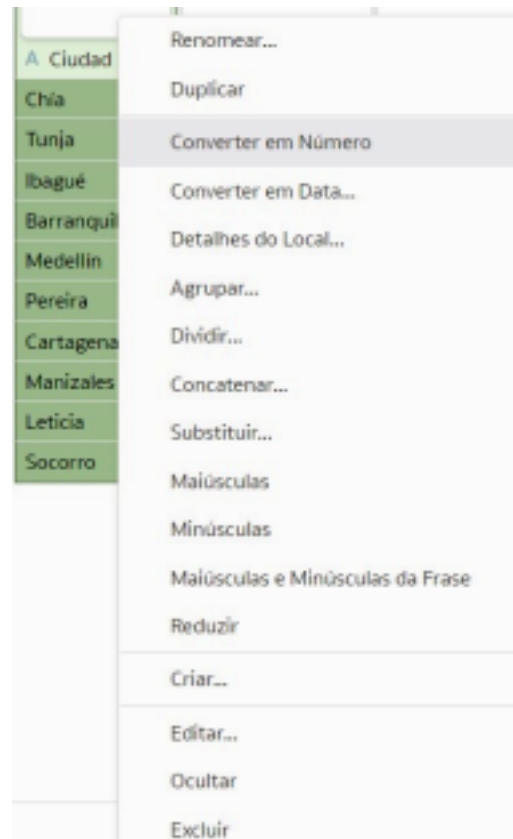 A Ciudad
Chía
Tunja
Ibagué
Barranquil
Medellin
Pereira
Cartagena
Manizales
Leticia
Socorro
Renomear...
Duplicar
Converter em Número
Converter em Data...
Detalhes do Local...
Agrupar...
Dividir...
Concatenar...
Substituir...
Maiúsculas
Minúsculas
Maiúsculas e Minúsculas da Frase
Reduzir
Criar...
Editar...
Ocultar
Excluir